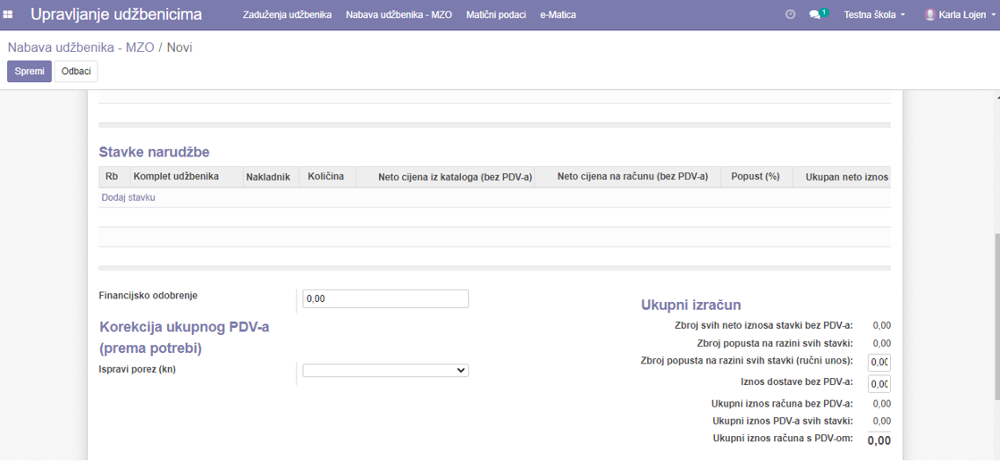 Upravljanje udžbenicima Zaduženja udžbenika Nabava udžbenika - MZO Matični podaci e-Matica 1 Testna škola Karla Lojen
Nabava udžbenika - MZO / Novi
Spremi Odbaci
Stavke narudžbe
Rb Komplet udžbenika Nakladnik Količina Neto cijena iz kataloga (bez PDV-a) Neto cijena na računu (bez PDV-a) Popust (%) Ukupan neto iznos
Dodaj stavku
Financijsko odobrenje 0,00
Korekcija ukupnog PDV-a
(prema potrebi)
Ispravi porez (kn)
Ukupni izračun
Zbroj svih neto iznosa stavki bez PDV-a: 0,00
Zbroj popusta na razini svih stavki: 0,00
Zbroj popusta na razini svih stavki (ručni unos): 0,00
Iznos dostave bez PDV-a: 0,00
Ukupni iznos računa bez PDV-a: 0,00
Ukupni iznos PDV-a svih stavki: 0,00
Ukupni iznos računa s PDV-om: 0,00